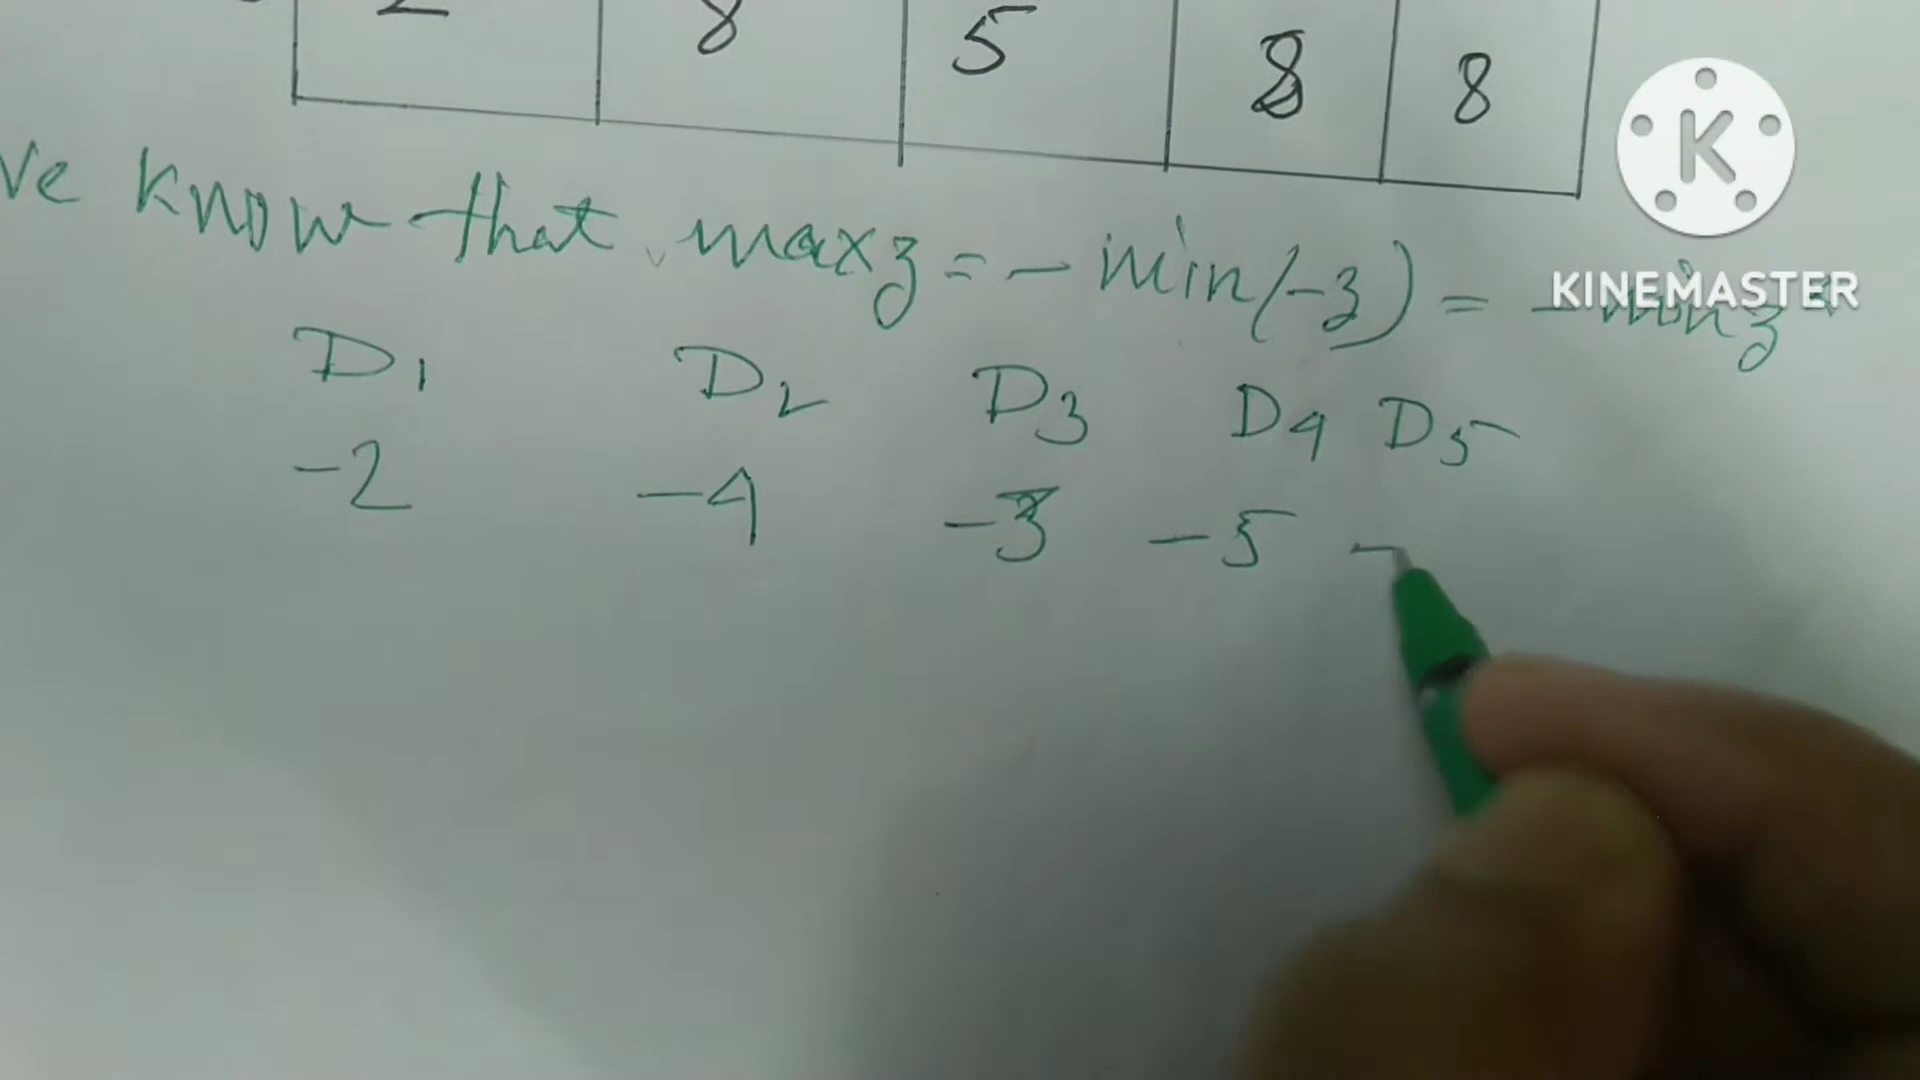 2 8 5 8 8
K
KINEMASTER
We know that max z = - min(-z) = - min z*
D1 D2 D3 D4 D5
-2 -4 -3 -5 -